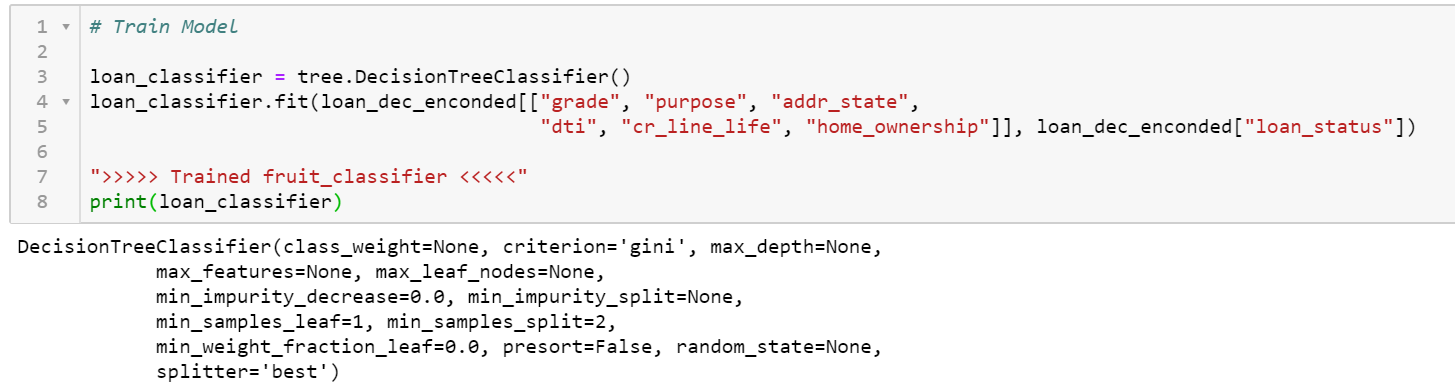 1 # Train Model
2
3 loan_classifier = tree.DecisionTreeClassifier()
4 loan_classifier.fit(loan_dec_enconded[["grade", "purpose", "addr_state",
5 "dti", "cr_line_life", "home_ownership"]], loan_dec_enconded["loan_status"])
6
7 ">>>>> Trained fruit_classifier <<<<<"
8 print(loan_classifier)
DecisionTreeClassifier(class_weight=None, criterion='gini', max_depth=None,
max_features=None, max_leaf_nodes=None,
min_impurity_decrease=0.0, min_impurity_split=None,
min_samples_leaf=1, min_samples_split=2,
min_weight_fraction_leaf=0.0, presort=False, random_state=None,
splitter='best')